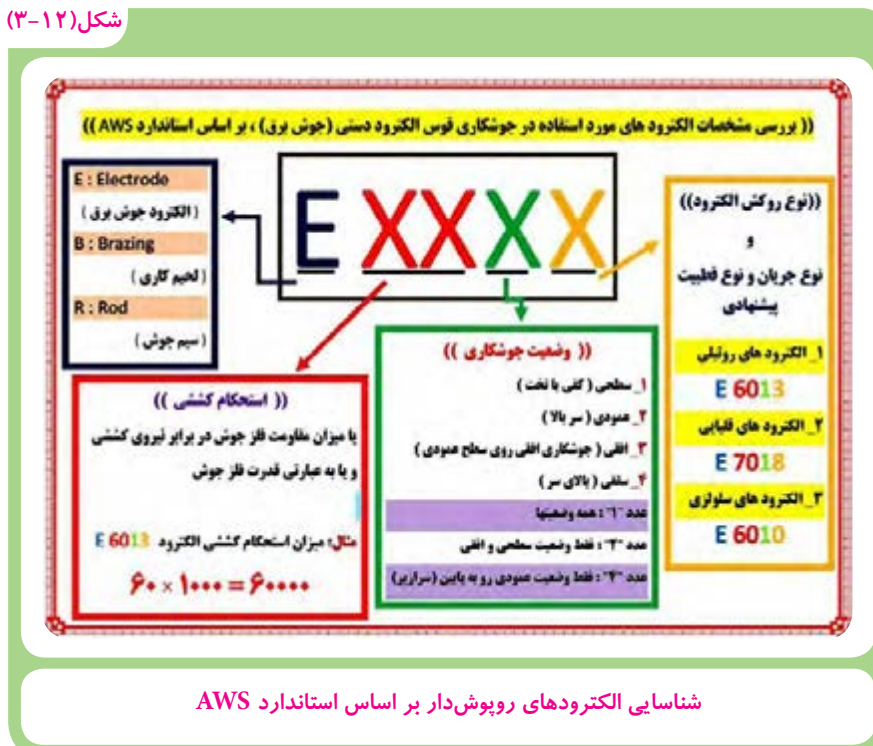 شکل(۱۲-۳)
(( بررسی مشخصات الکترود های مورد استفاده در جوشکاری قوس الکترود دستی (جوش برق) ، بر اساس استاندارد AWS ))
E XX X X
E : Electrode
( الکترود جوش برق )
B : Brazing
( لحیم کاری )
R : Rod
( سیم جوش )
((نوع روکش الکترود))
و
نوع جریان و نوع قطبیت
پیشنهادی
۱_ الکترود های روتیلی
E 6013
۲_ الکترود های قلیایی
E 7018
۳_ الکترود های سلولزی
E 6010
(( وضعیت جوشکاری ))
۱_ سطحی ( کفی یا تخت )
۲_ عمودی ( سر بالا )
۳_ افقی ( جوشکاری افقی روی سطح عمودی )
۴_ سقفی ( بالای سر )
عدد "۱" : همه وضعیتها
عدد "۲" : فقط وضعیت سطحی و افقی
عدد "۴" : فقط وضعیت عمودی رو به پایین (سرازیر)
(( استحکام کششی ))
یا میزان مقاومت فلز جوش در برابر نیروی کششی
و یا به عبارتی قدرت فلز جوش
مثال: میزان استحکام کششی الکترود E 6013
۶۰ × ۱۰۰۰ = ۶۰۰۰۰
شناسایی الکترودهای روپوش‌دار بر اساس استاندارد AWS